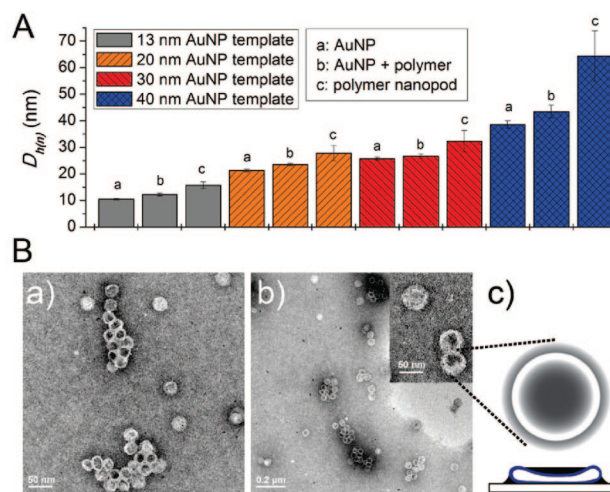 A
13 nm AuNP template
20 nm AuNP template
30 nm AuNP template
40 nm AuNP template
a: AuNP
b: AuNP + polymer
c: polymer nanopod
Dh(n) (nm)
70
60
50
40
30
20
10
0
a
b
c
a
b
c
a
b
c
a
b
c
B
a)
50 nm
b)
0.2 µm
50 nm
c)